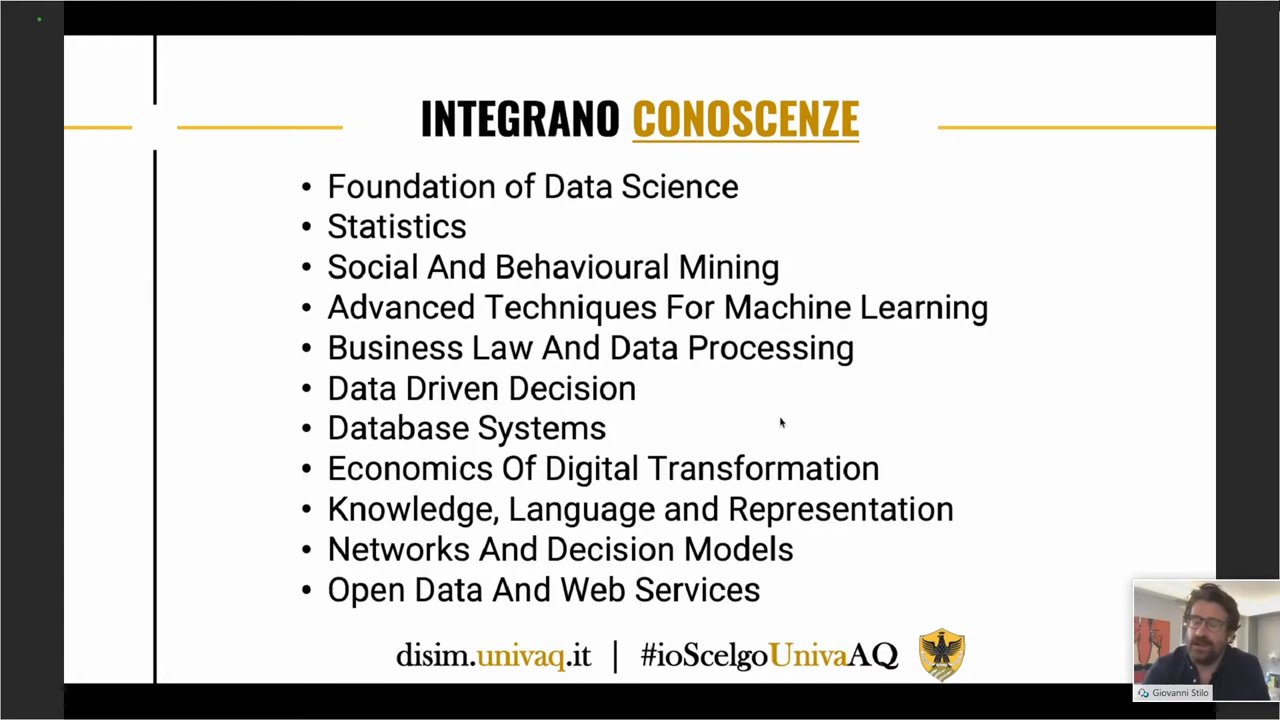 INTEGRANO CONOSCENZE
• Foundation of Data Science
• Statistics
• Social And Behavioural Mining
• Advanced Techniques For Machine Learning
• Business Law And Data Processing
• Data Driven Decision
• Database Systems
• Economics Of Digital Transformation
• Knowledge, Language and Representation
• Networks And Decision Models
• Open Data And Web Services
disim.univaq.it | #ioScelgoUnivaAQ
Giovanni Stilo